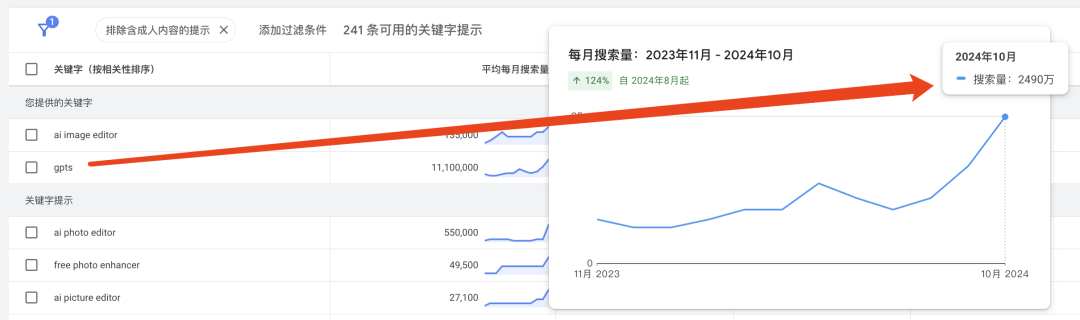 1
排除含成人内容的提示 ×
添加过滤条件
241 条可用的关键字提示
关键字（按相关性排序）
平均每月搜索量
您提供的关键字
ai image editor
135,000
gpts
11,100,000
关键字提示
ai photo editor
550,000
free photo enhancer
49,500
ai picture editor
27,100
每月搜索量：2023年11月 - 2024年10月
↑ 124%
自 2024年8月起
2024年10月
搜索量：2490万
0
11月 2023
10月 2024